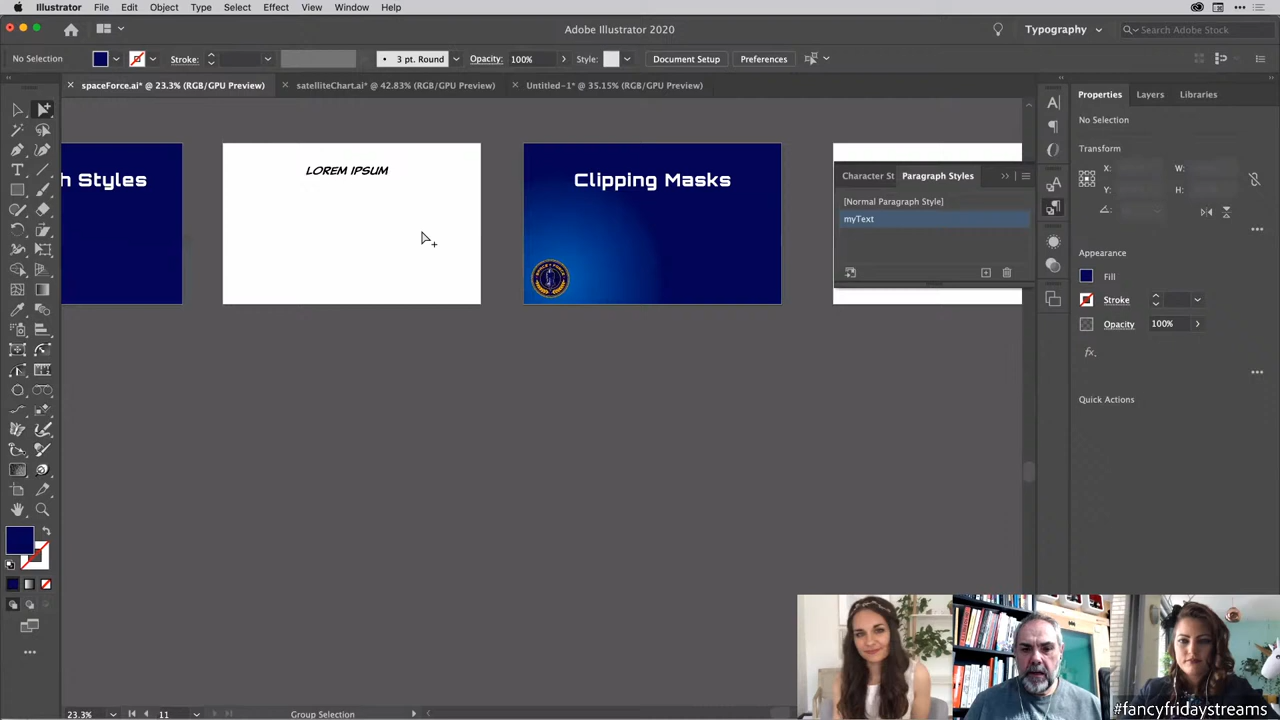 Illustrator File Edit Object Type Select Effect View Window Help
Adobe Illustrator 2020
Typography
Search Adobe Stock
No Selection
Stroke:
3 pt. Round
Opacity: 100%
Style:
Document Setup
Preferences
× spaceForce.ai* @ 23.3% (RGB/GPU Preview)
× satelliteChart.ai* @ 42.83% (RGB/GPU Preview)
× Untitled-1* @ 35.15% (RGB/GPU Preview)
Properties
Layers
Libraries
No Selection
Transform
X:
W:
Y:
H:
h Styles
LOREM IPSUM
Clipping Masks
Character St
Paragraph Styles
[Normal Paragraph Style]
myText
Appearance
Fill
Stroke
Opacity
100%
fx.
Quick Actions
23.3%
11
Group Selection
#fancyfridaystreams